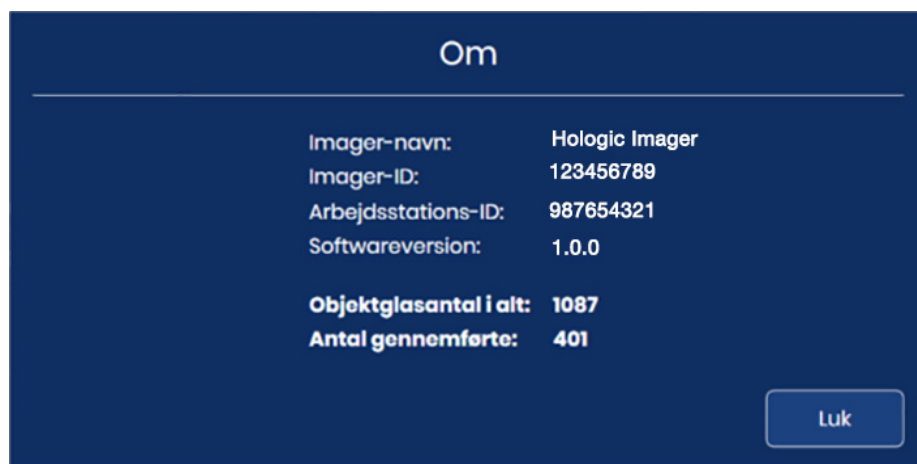 Om
Imager-navn: Hologic Imager
Imager-ID: 123456789
Arbejdsstations-ID: 987654321
Softwareversion: 1.0.0
Objektglasantal i alt: 1087
Antal gennemførte: 401
Luk